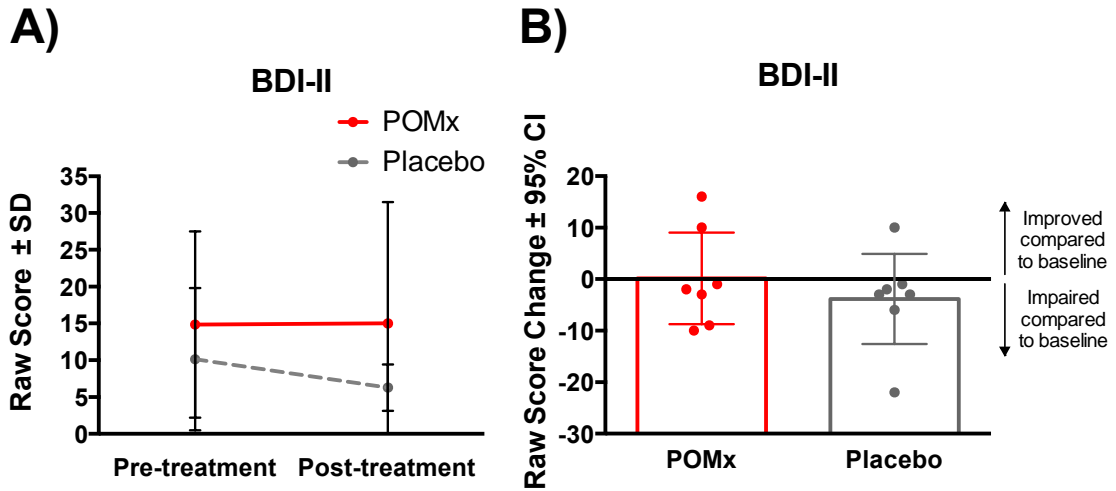 A)
BDI-II
POMx
Placebo
Raw Score ± SD
35
30
25
20
15
10
5
0
Pre-treatment
Post-treatment
B)
BDI-II
Raw Score Change ± 95% CI
20
10
0
-10
-20
-30
POMx
Placebo
Improved
compared
to baseline
Impaired
compared
to baseline